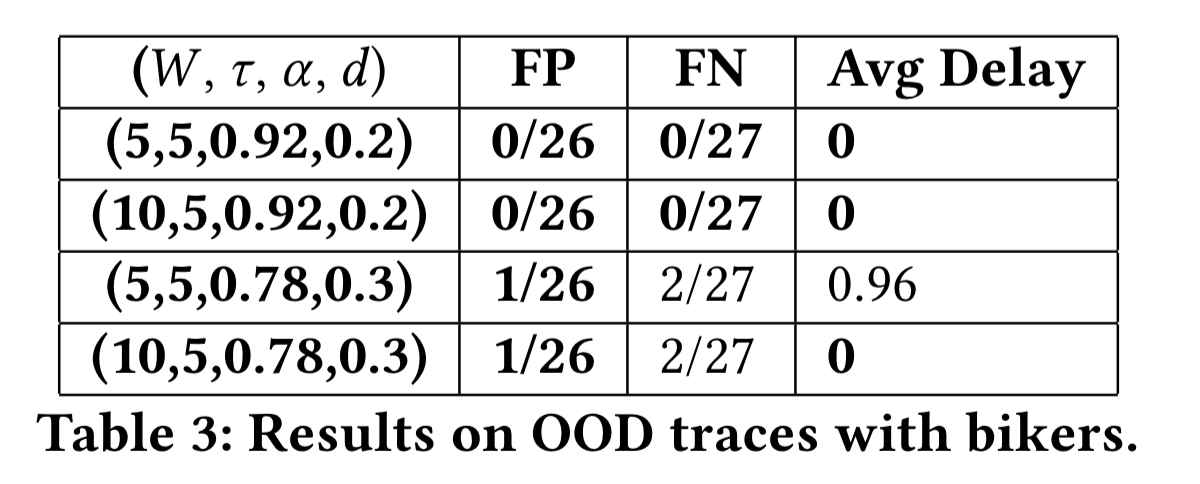 (W, τ, α, d) FP FN Avg Delay
(5,5,0.92,0.2) 0/26 0/27 0
(10,5,0.92,0.2) 0/26 0/27 0
(5,5,0.78,0.3) 1/26 2/27 0.96
(10,5,0.78,0.3) 1/26 2/27 0
Table 3: Results on OOD traces with bikers.